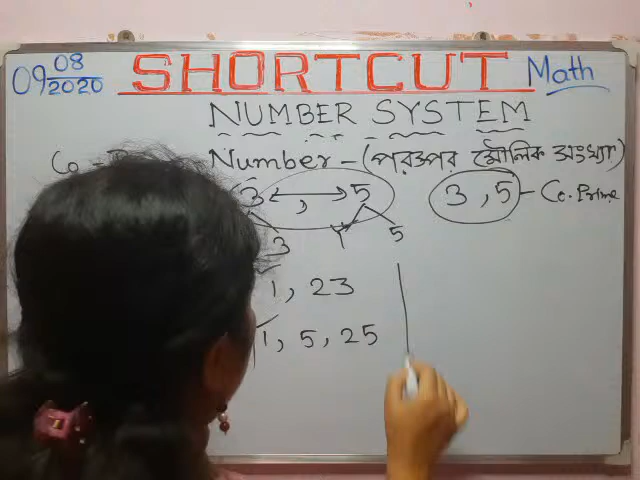 09 08/2020 SHORTCUT Math
NUMBER SYSTEM
Co - Number - (পরস্পর মৌলিক সংখ্যা)
3 , 5 3 , 5 - Co. Prime
3 1 5
1, 23
1, 5, 25